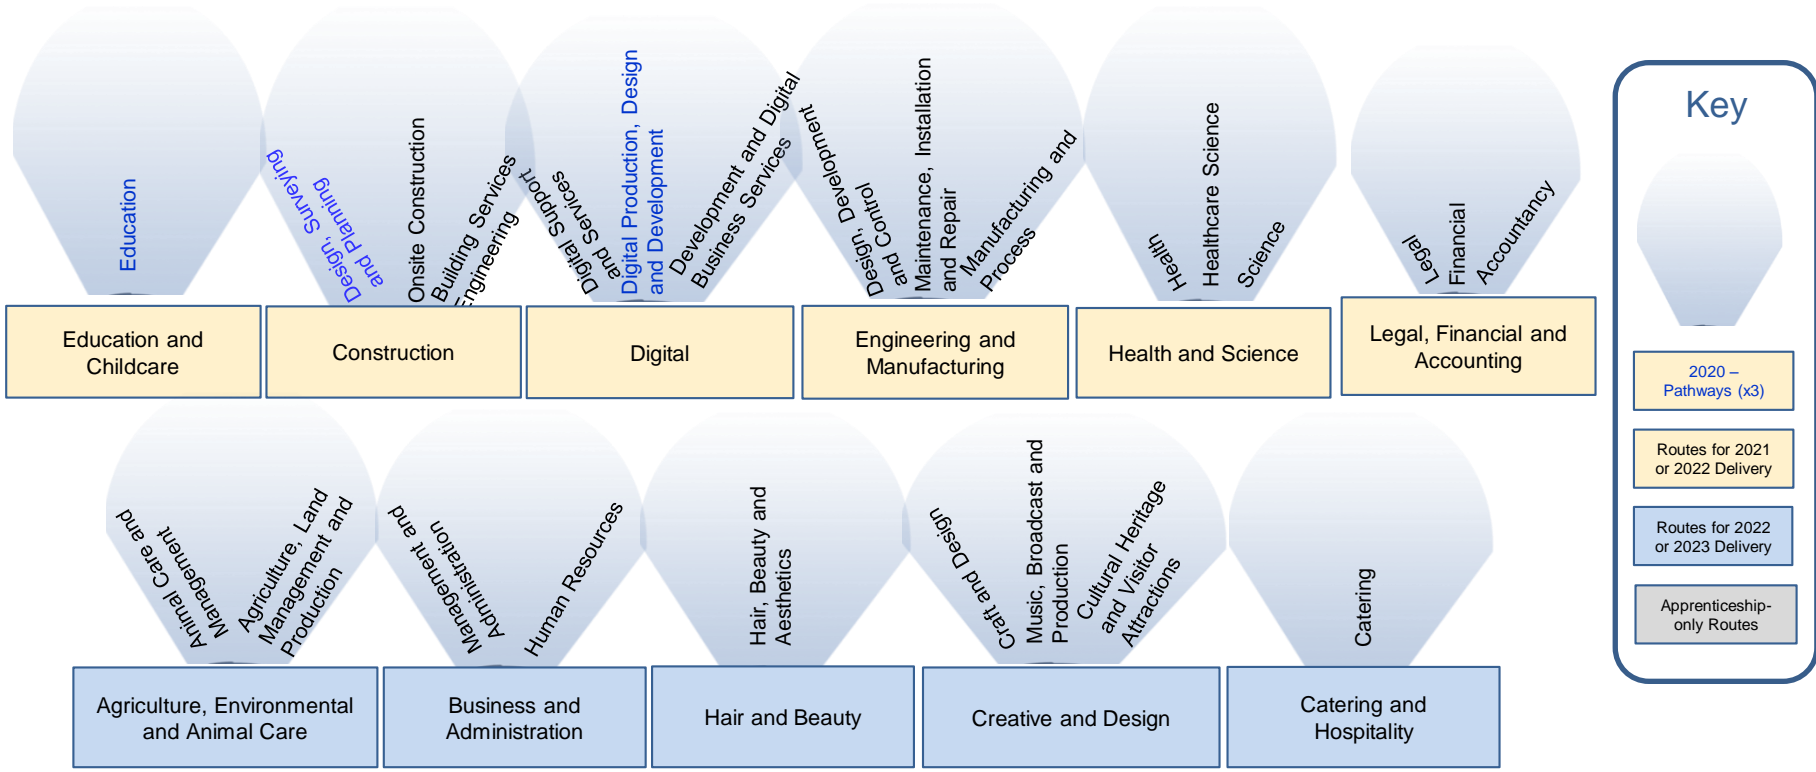 Education
Design, Surveying
and Planning
Onsite Construction
Building Services
Engineering
Digital Support
and Services
Digital Production, Design
and Development
Development and Digital
Business Services
Design, Development
and Control
Maintenance, Installation
and Repair
Manufacturing and
Process
Health
Healthcare Science
Science
Legal
Financial
Accountancy
Education and
Childcare
Construction
Digital
Engineering and
Manufacturing
Health and Science
Legal, Financial and
Accounting
Animal Care and
Management
Agriculture, Land
Management and
Production
Management and
Administration
Human Resources
Hair, Beauty and
Aesthetics
Craft and Design
Music, Broadcast and
Production
Cultural Heritage
and Visitor
Attractions
Catering
Agriculture, Environmental
and Animal Care
Business and
Administration
Hair and Beauty
Creative and Design
Catering and
Hospitality
Key
2020 –
Pathways (x3)
Routes for 2021
or 2022 Delivery
Routes for 2022
or 2023 Delivery
Apprenticeship-
only Routes